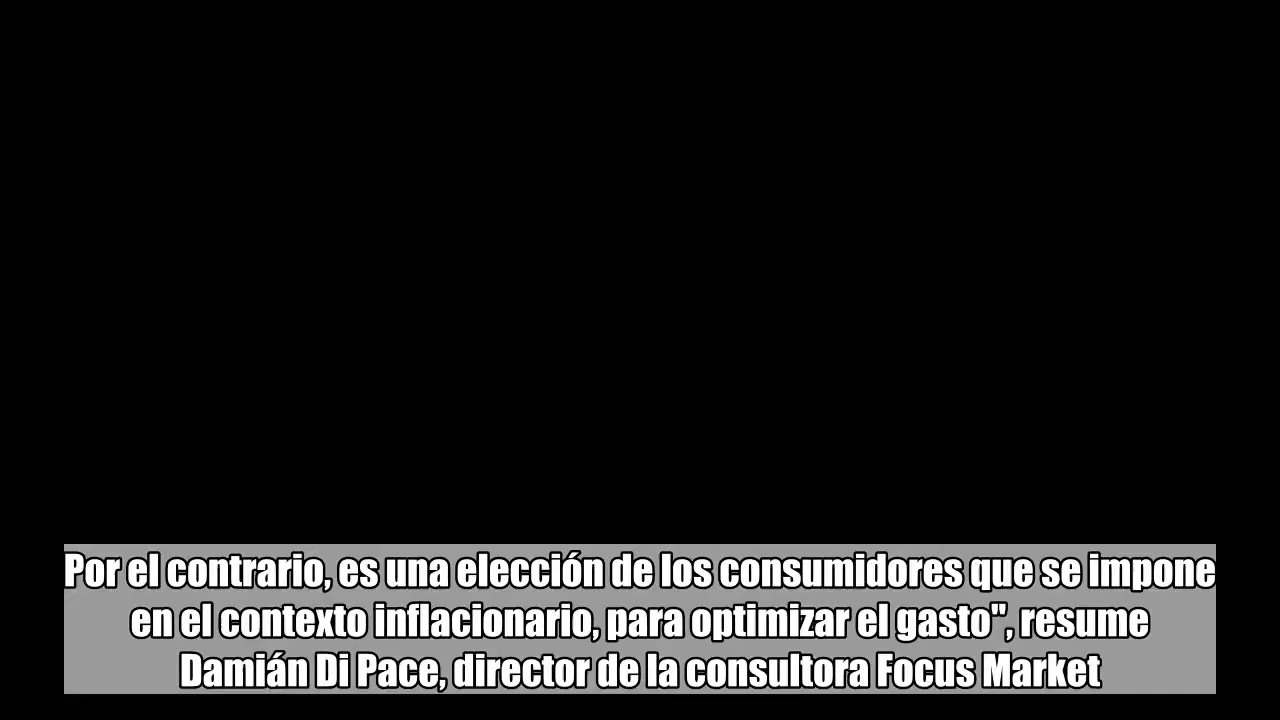 Por el contrario, es una elección de los consumidores que se impone
en el contexto inflacionario, para optimizar el gasto", resume
Damián Di Pace, director de la consultora Focus Market